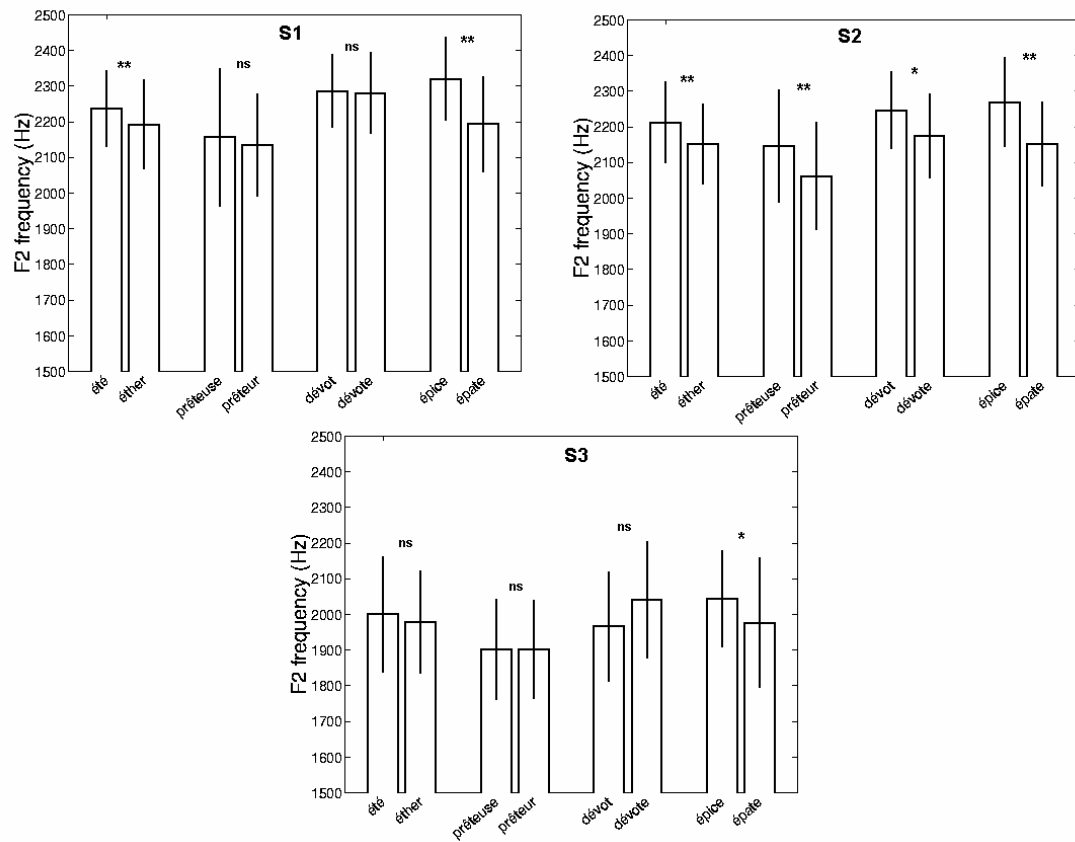 S1
F2 frequency (Hz)
2500
2400
2300
2200
2100
2000
1900
1800
1700
1600
1500
** ns ns **
été éther prêteuse prêteur dévot dévote épice épate
S2
F2 frequency (Hz)
2500
2400
2300
2200
2100
2000
1900
1800
1700
1600
1500
** ** * **
été éther prêteuse prêteur dévot dévote épice épate
S3
F2 frequency (Hz)
2500
2400
2300
2200
2100
2000
1900
1800
1700
1600
1500
ns ns ns *
été éther prêteuse prêteur dévot dévote épice épate